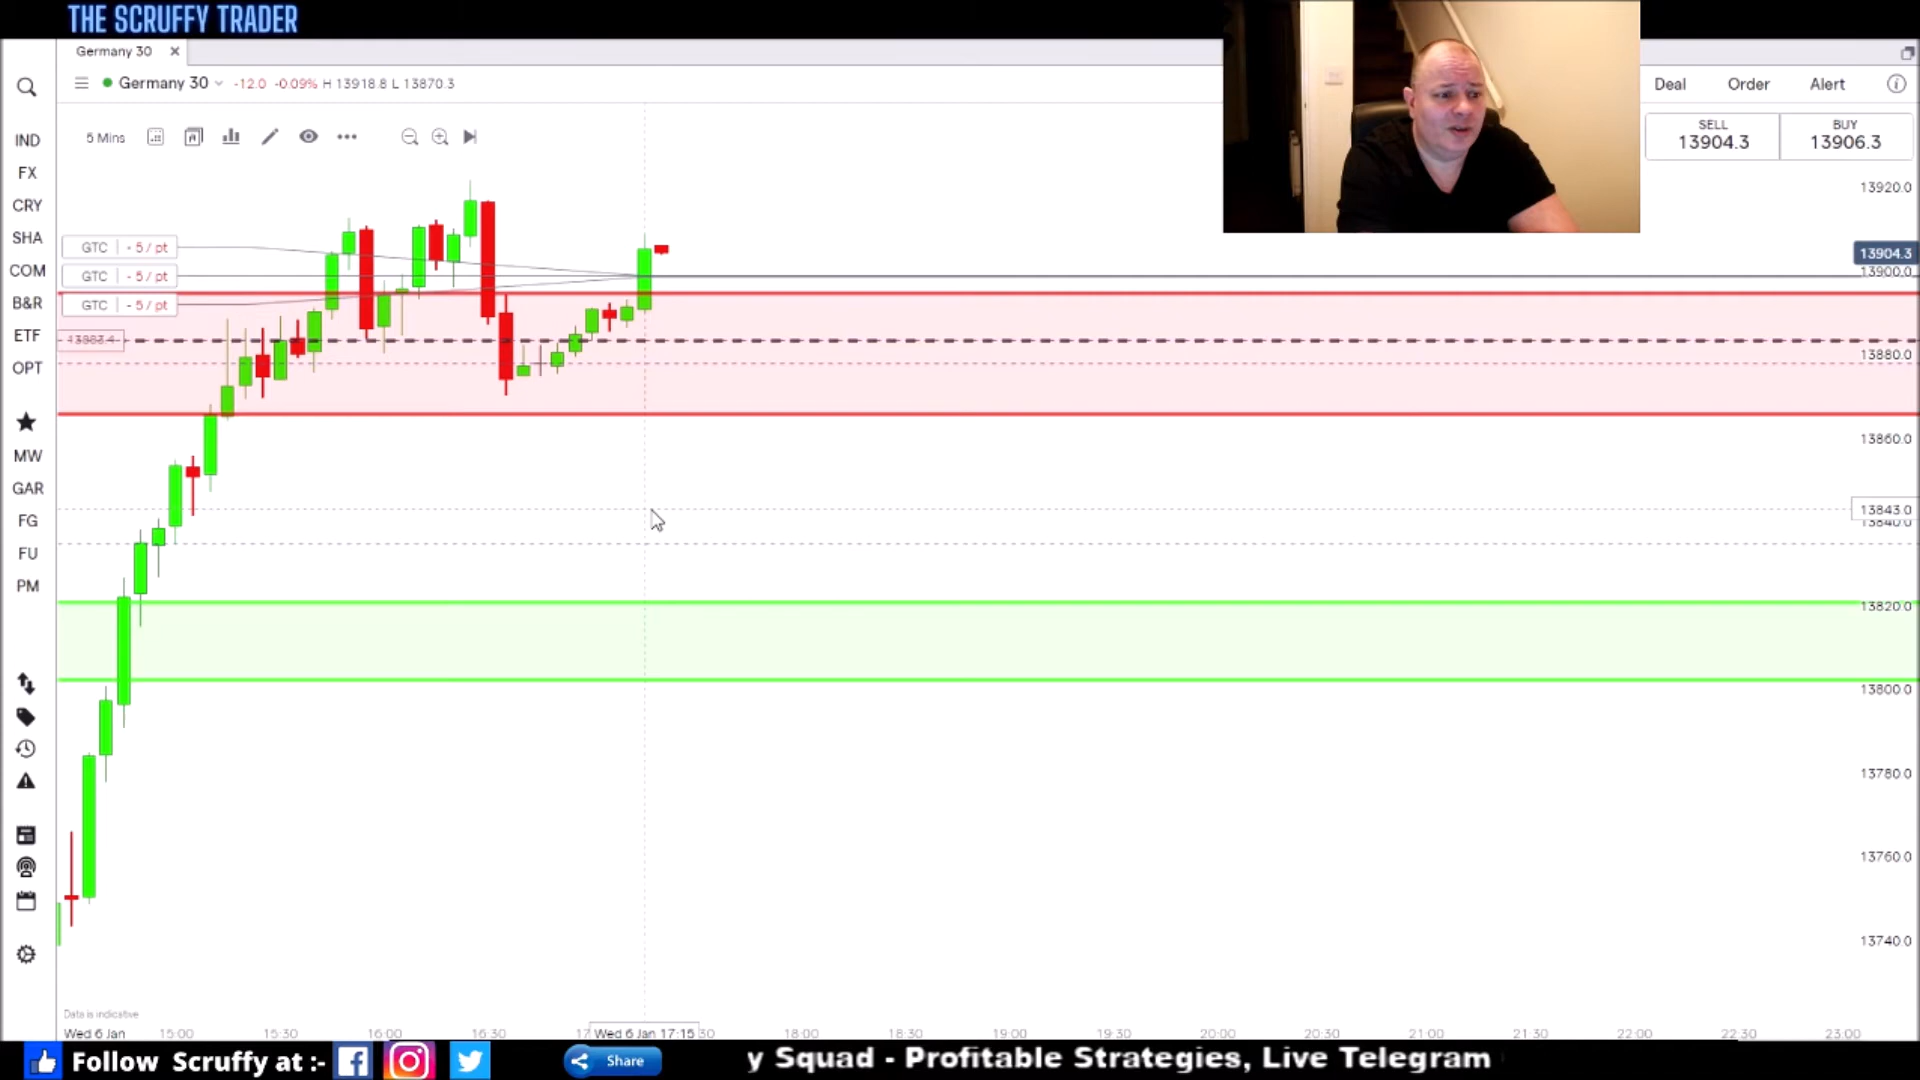 THE SCRUFFY TRADER
Germany 30 ×
Germany 30 -12.0 -0.09% H 13918.8 L 13870.3
Deal Order Alert
SELL BUY
13904.3 13906.3
5 Mins
IND
FX
CRY
SHA
COM
B&R
ETF
OPT
MW
GAR
FG
FU
PM
GTC - 5 / pt
GTC - 5 / pt
GTC - 5 / pt
13920.0
13904.3
13900.0
13880.0
13860.0
13843.0
13840.0
13820.0
13800.0
13780.0
13760.0
13740.0
Data is indicative
Wed 6 Jan 15:00 15:30 16:00 16:30 17 Wed 6 Jan 17:15 30 18:00 18:30 19:00 19:30 20:00 20:30 21:00 21:30 22:00 22:30 23:00
Follow Scruffy at :- Share y Squad - Profitable Strategies, Live Telegram